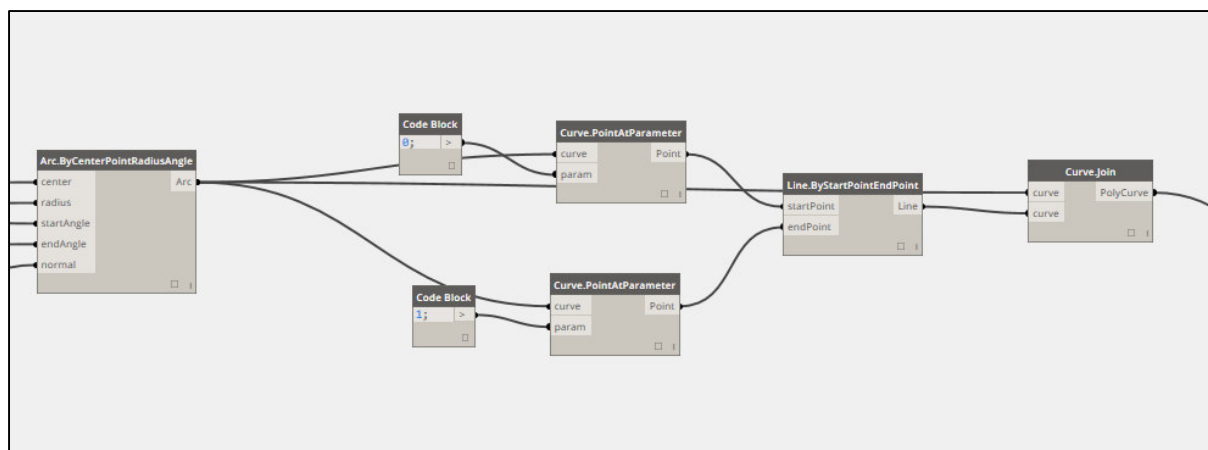 Arc.ByCenterPointRadiusAngle
center Arc
radius
startAngle
endAngle
normal
Code Block
0; >
Curve.PointAtParameter
curve Point
param
Code Block
1; >
Curve.PointAtParameter
curve Point
param
Line.ByStartPointEndPoint
startPoint Line
endPoint
Curve.Join
curve PolyCurve
curve